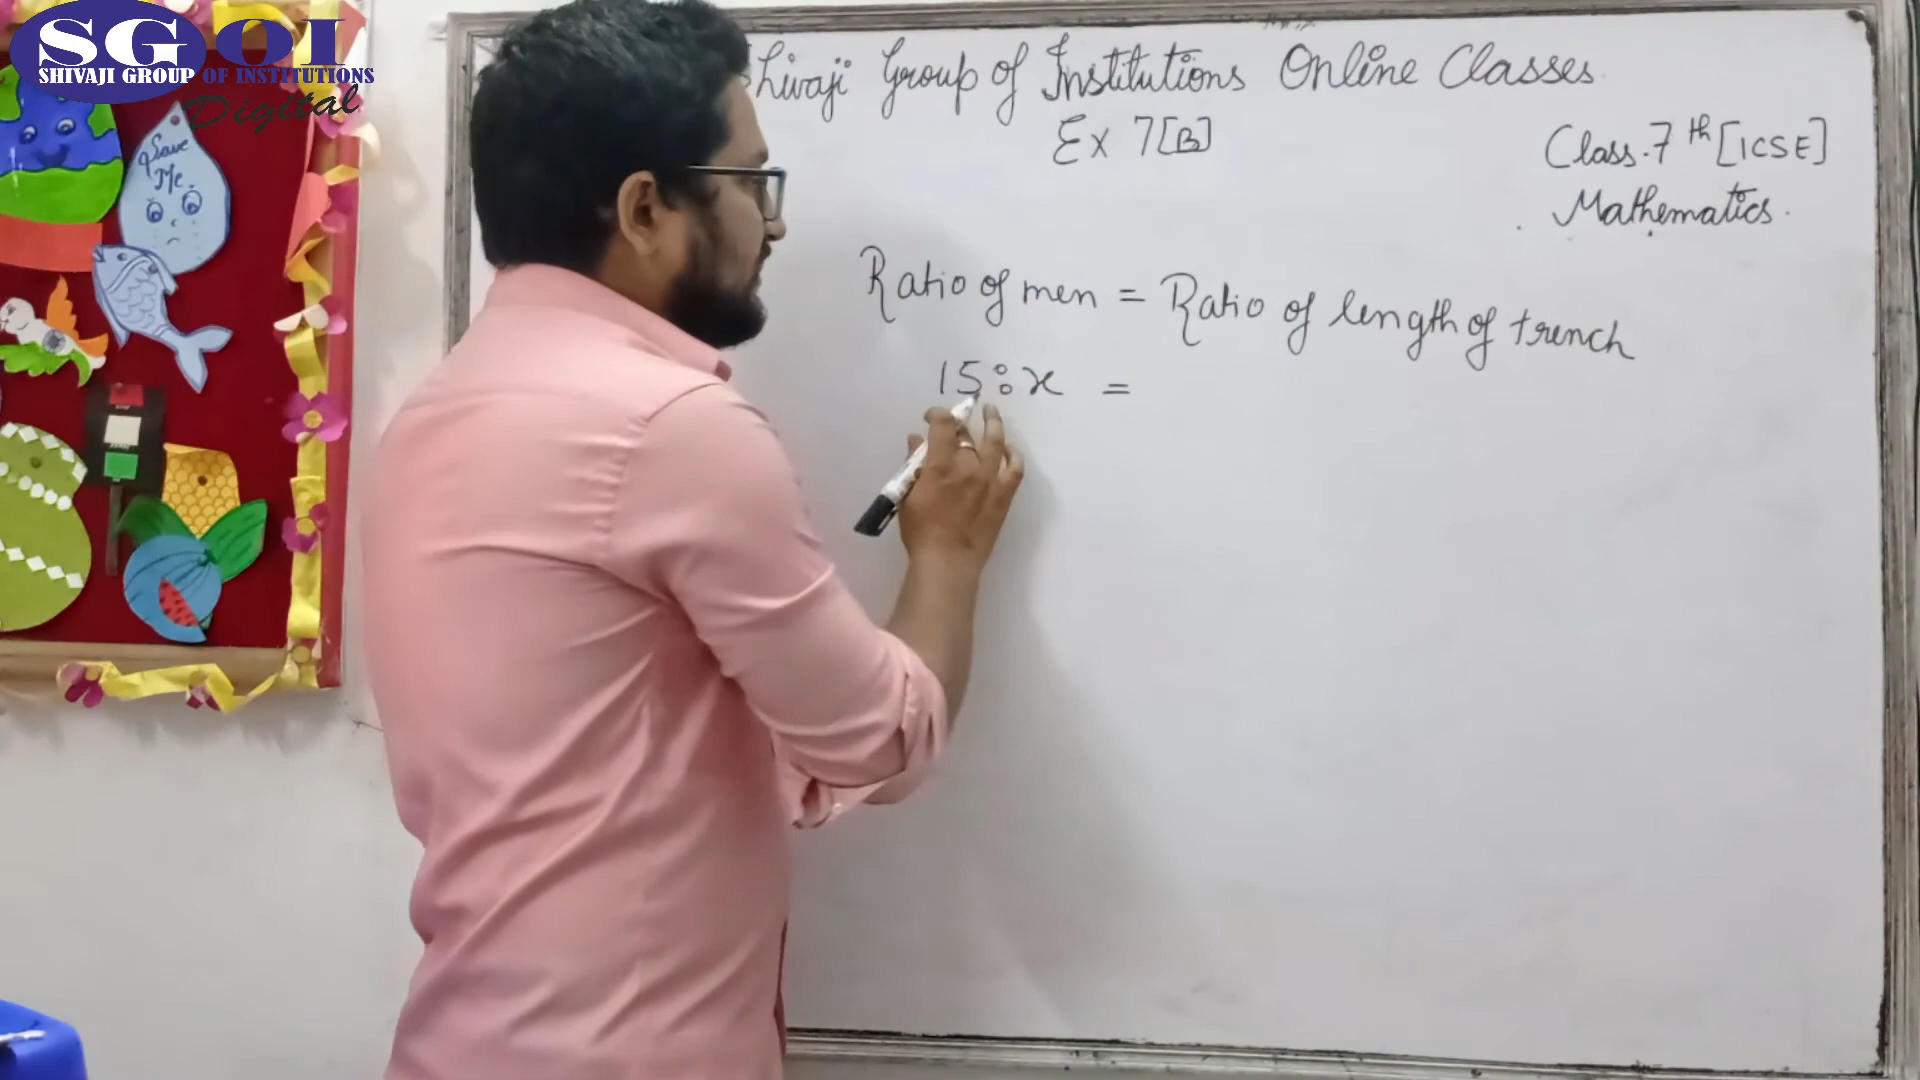 SGOI
SHIVAJI GROUP OF INSTITUTIONS
Digital
Save
Me.
hivaji Group of Institutions Online Classes
Ex 7[B]
Class.7th [ICSE]
Mathematics.
Ratio of men = Ratio of length of trench
15:x =